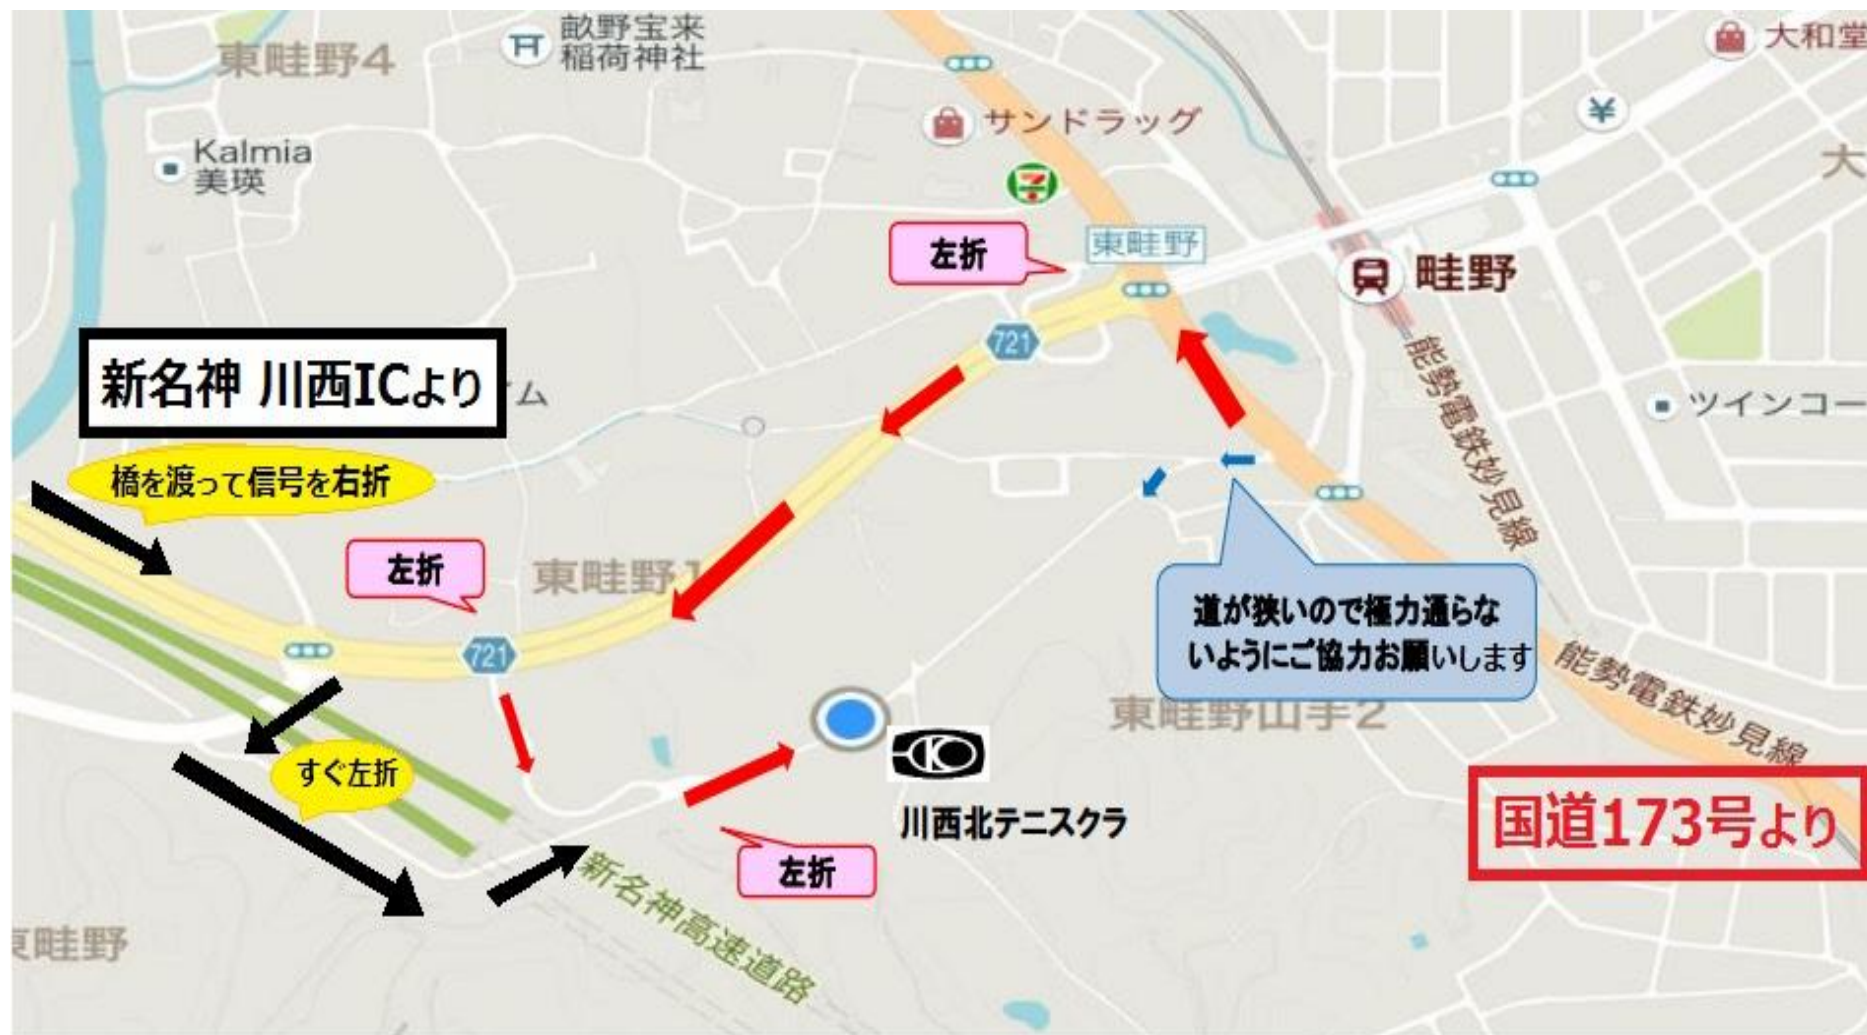 東畦野4
畝野宝来
稲荷神社
大和堂
サンドラッグ
Kalmia
美瑛
大
左折
東畦野
畦野
721
新名神 川西ICより
ム
能勢電鉄妙見線
ツインコー
橋を渡って信号を右折
左折
東畦野1
道が狭いので極力通らな
いようにご協力お願いします
721
能勢電鉄妙見線
東畦野山手2
すぐ左折
国道173号より
川西北テニスクラ
左折
新名神高速道路
東畦野